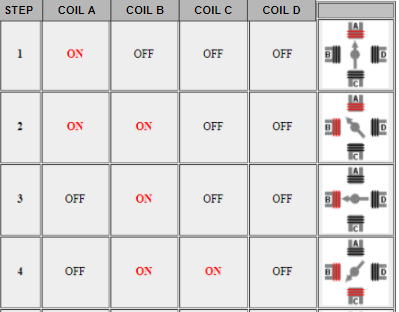 STEP COIL A COIL B COIL C COIL D
A
1 ON OFF OFF OFF B D
C
A
2 ON ON OFF OFF B D
C
A
3 OFF ON OFF OFF B D
C
A
4 OFF ON ON OFF B D
C